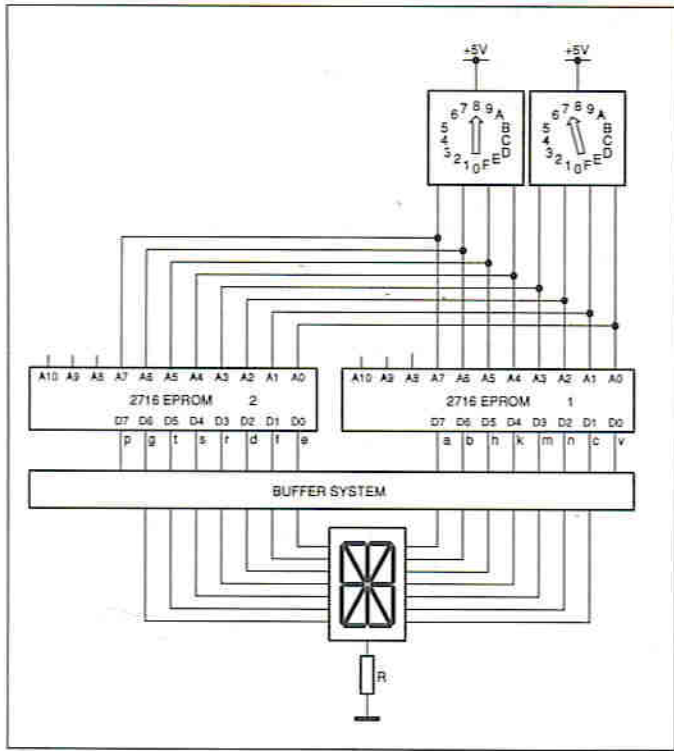 +5V +5V
7 8 9 A B C D E F 0 1 2 3 4 5 6
7 8 9 A B C D E F 0 1 2 3 4 5 6
A10 A9 A8 A7 A6 A5 A4 A3 A2 A1 A0
2716 EPROM 2
D7 D6 D5 D4 D3 D2 D1 D0
p g t s r d f e
A10 A9 A8 A7 A6 A5 A4 A3 A2 A1 A0
2716 EPROM 1
D7 D6 D5 D4 D3 D2 D1 D0
a b h k m n c v
BUFFER SYSTEM
R